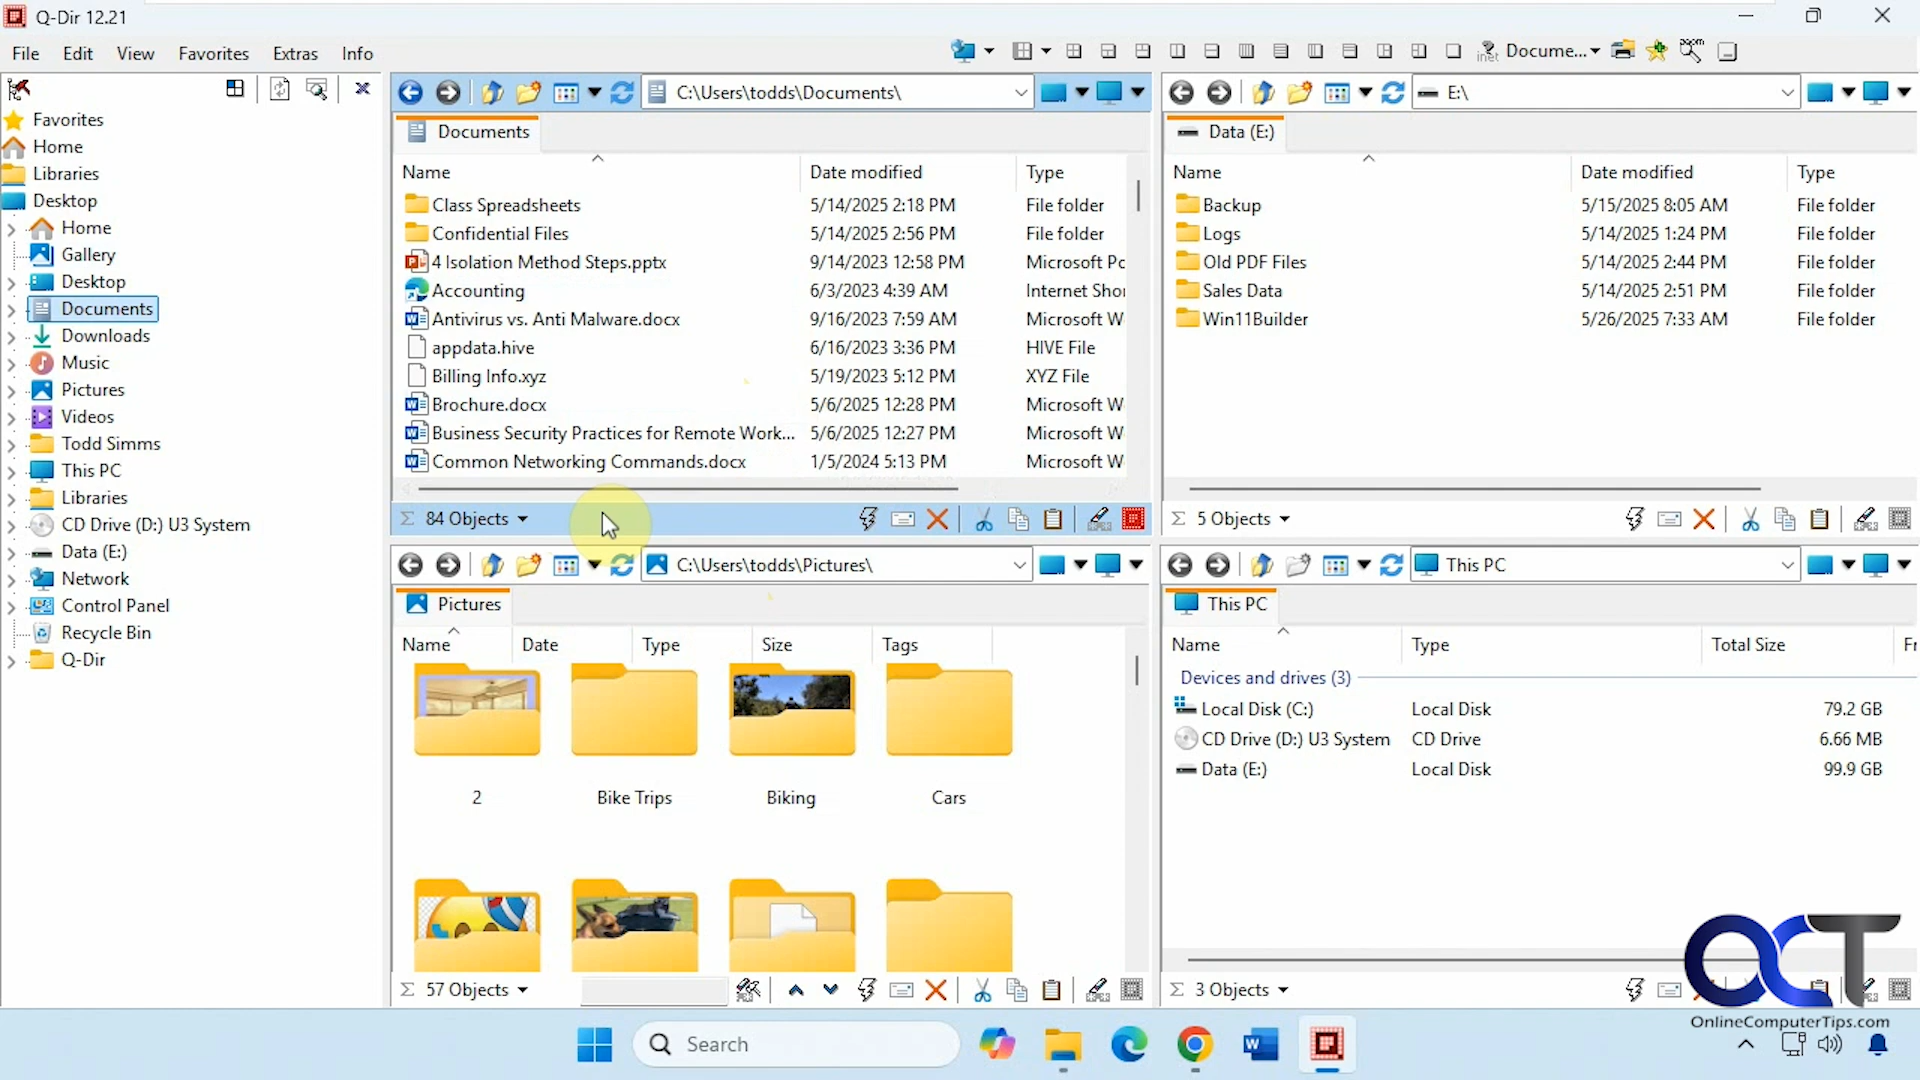 Q-Dir 12.21
File Edit View Favorites Extras Info
inet Docume... zoom
Favorites
Home
Libraries
Desktop
Home
Gallery
Desktop
Documents
Downloads
Music
Pictures
Videos
Todd Simms
This PC
Libraries
CD Drive (D:) U3 System
Data (E:)
Network
Control Panel
Recycle Bin
Q-Dir
C:\Users\todds\Documents\
Documents
Name Date modified Type
Class Spreadsheets 5/14/2025 2:18 PM File folder
Confidential Files 5/14/2025 2:56 PM File folder
4 Isolation Method Steps.pptx 9/14/2023 12:58 PM Microsoft Pc
Accounting 6/3/2023 4:39 AM Internet Shor
Antivirus vs. Anti Malware.docx 9/16/2023 7:59 AM Microsoft W
appdata.hive 6/16/2023 3:36 PM HIVE File
Billing Info.xyz 5/19/2023 5:12 PM XYZ File
Brochure.docx 5/6/2025 12:28 PM Microsoft W
Business Security Practices for Remote Work... 5/6/2025 12:27 PM Microsoft W
Common Networking Commands.docx 1/5/2024 5:13 PM Microsoft W
84 Objects
E:\
Data (E:)
Name Date modified Type
Backup 5/15/2025 8:05 AM File folder
Logs 5/14/2025 1:24 PM File folder
Old PDF Files 5/14/2025 2:44 PM File folder
Sales Data 5/14/2025 2:51 PM File folder
Win11Builder 5/26/2025 7:33 AM File folder
5 Objects
C:\Users\todds\Pictures\
Pictures
Name Date Type Size Tags
2 Bike Trips Biking Cars
57 Objects
This PC
This PC
Name Type Total Size Fr
Devices and drives (3)
Local Disk (C:) Local Disk 79.2 GB
CD Drive (D:) U3 System CD Drive 6.66 MB
Data (E:) Local Disk 99.9 GB
3 Objects
OCT
OnlineComputerTips.com
Search